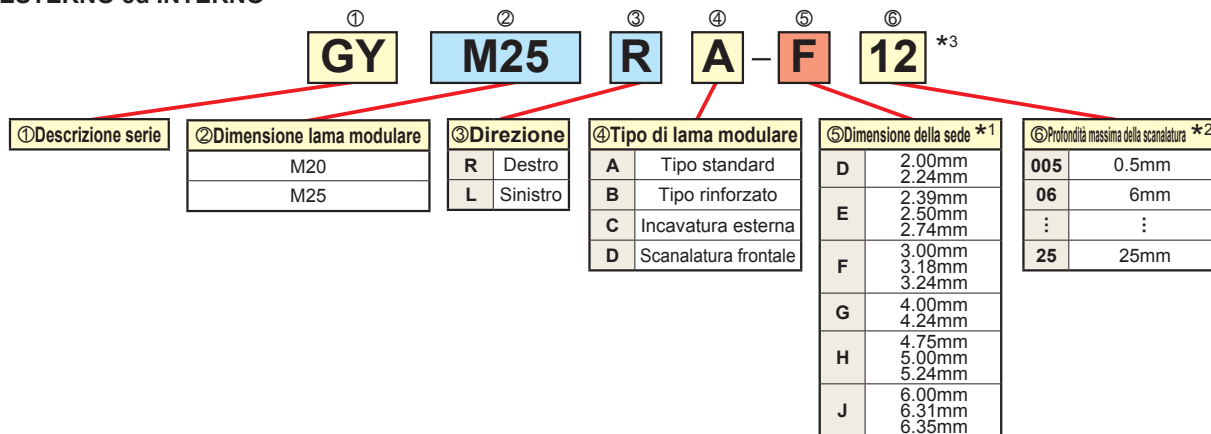 ① ② ③ ④ ⑤ ⑥
GY M25 R A – F 12 *3
①Descrizione serie
②Dimensione lama modulare
M20
M25
③Direzione
R Destro
L Sinistro
④Tipo di lama modulare
A Tipo standard
B Tipo rinforzato
C Incavatura esterna
D Scanalatura frontale
⑤Dimensione della sede *1
D 2.00mm
2.24mm
E 2.39mm
2.50mm
2.74mm
F 3.00mm
3.18mm
3.24mm
G 4.00mm
4.24mm
H 4.75mm
5.00mm
5.24mm
J 6.00mm
6.31mm
6.35mm
⑥Profondità massima della scanalatura *2
005 0.5mm
06 6mm
⋮ ⋮
25 25mm